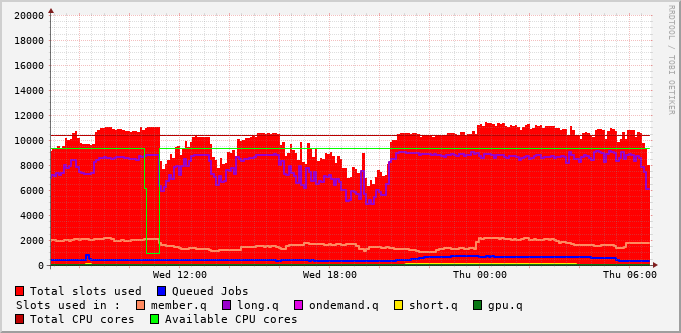 20000
18000
16000
14000
12000
10000
8000
6000
4000
2000
0
Wed 12:00 Wed 18:00 Thu 00:00 Thu 06:00
RRDTOOL / TOBI OETIKER
Total slots used Queued Jobs
Slots used in : member.q long.q ondemand.q short.q gpu.q
Total CPU cores Available CPU cores